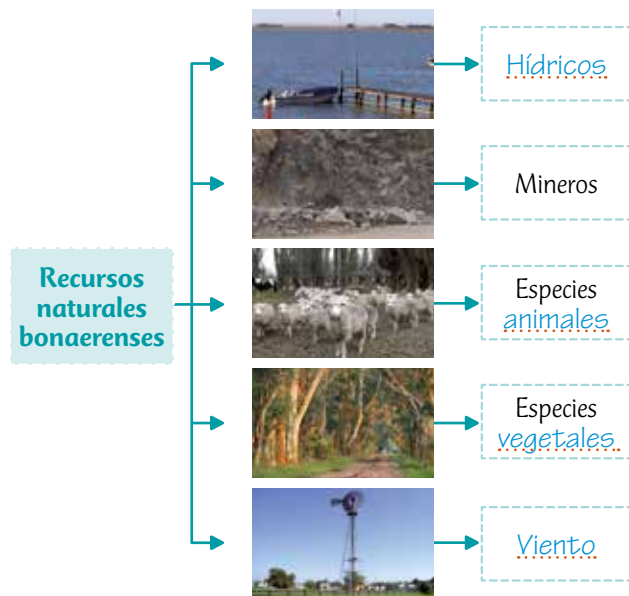 Recursos
naturales
bonaerenses
Hídricos
Mineros
Especies
animales
Especies
vegetales
Viento